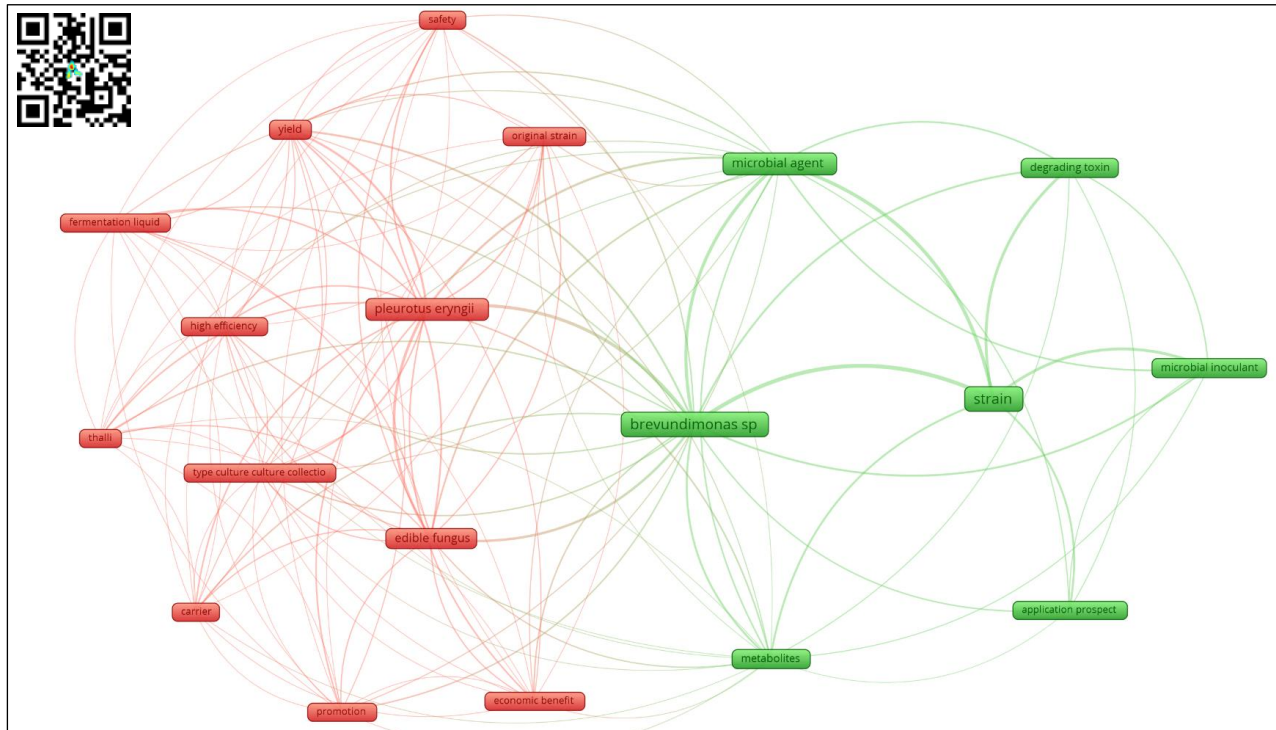 safety
yield
original strain
microbial agent
degrading toxin
fermentation liquid
pleurotus eryngii
high efficiency
microbial inoculant
strain
brevundimonas sp
thalli
type culture culture collectio
edible fungus
carrier
application prospect
metabolites
economic benefit
promotion